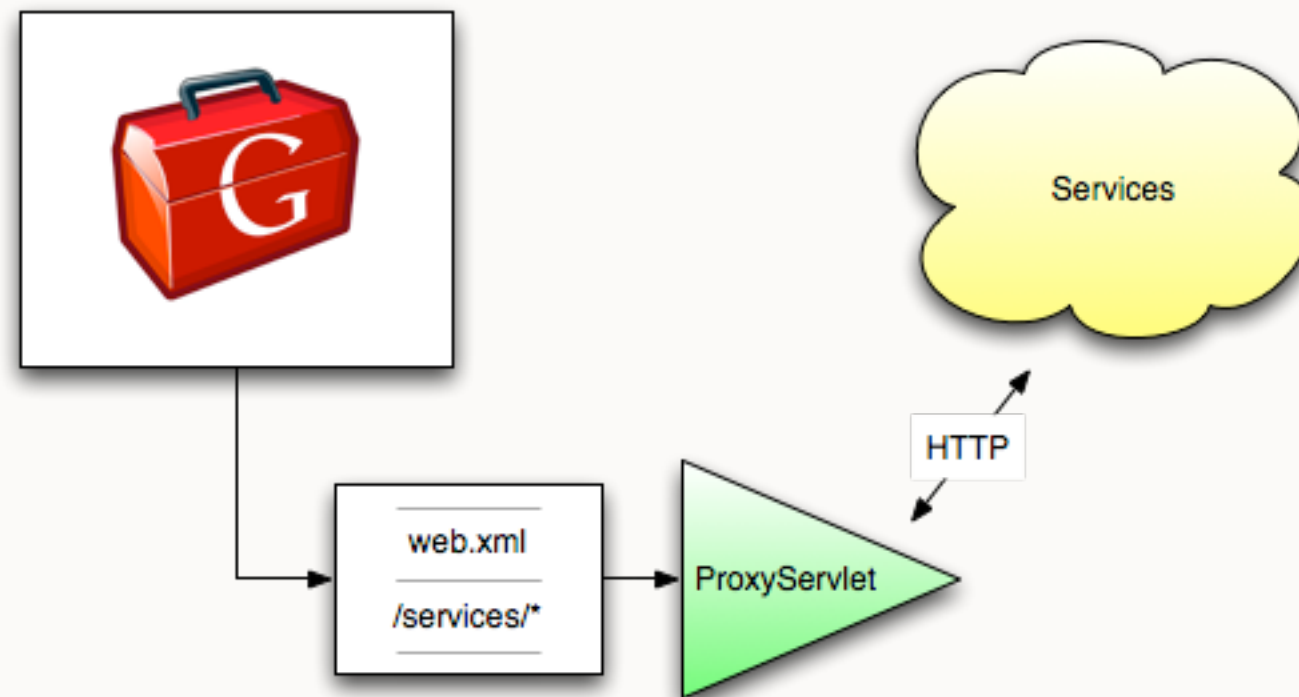 G
Services
HTTP
web.xml
/services/*
ProxyServlet